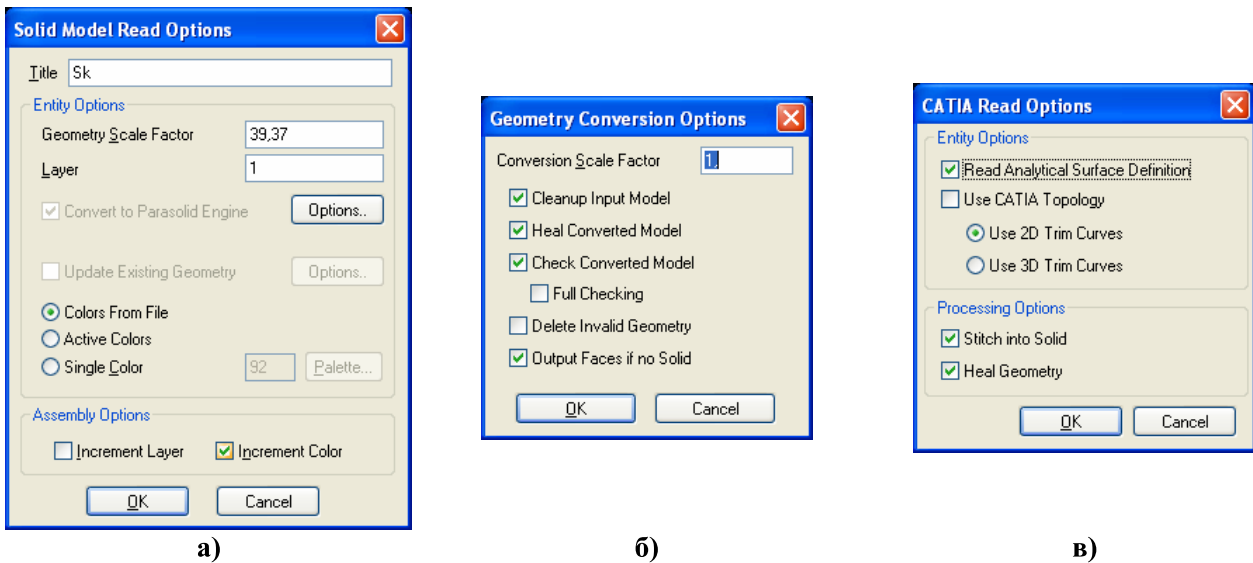 Solid Model Read Options
Title Sk
Entity Options
Geometry Scale Factor 39,37
Layer 1
Convert to Parasolid Engine Options..
Update Existing Geometry Options..
Colors From File
Active Colors
Single Color 92 Palette...
Assembly Options
Increment Layer Increment Color
OK Cancel
а)
Geometry Conversion Options
Conversion Scale Factor 1,
Cleanup Input Model
Heal Converted Model
Check Converted Model
Full Checking
Delete Invalid Geometry
Output Faces if no Solid
OK Cancel
б)
CATIA Read Options
Entity Options
Read Analytical Surface Definition
Use CATIA Topology
Use 2D Trim Curves
Use 3D Trim Curves
Processing Options
Stitch into Solid
Heal Geometry
OK Cancel
в)